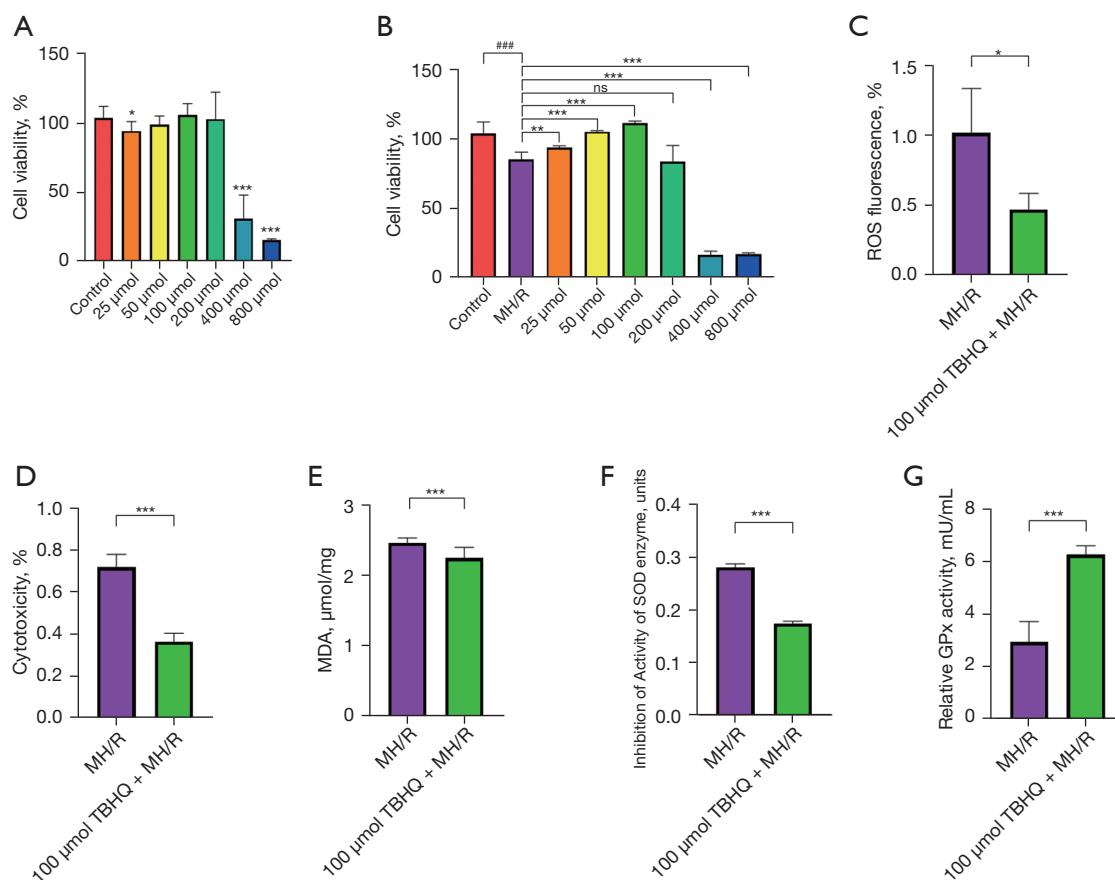 A
Cell viability, %
150
100
50
0
*
***
***
Control
25 μmol
50 μmol
100 μmol
200 μmol
400 μmol
800 μmol
B
Cell viability, %
150
100
50
0
###
***
***
ns
***
***
**
Control
MH/R
25 μmol
50 μmol
100 μmol
200 μmol
400 μmol
800 μmol
C
ROS fluorescence, %
1.5
1.0
0.5
0.0
*
MH/R
100 μmol TBHQ + MH/R
D
Cytotoxicity, %
1.0
0.8
0.6
0.4
0.2
0.0
***
MH/R
100 μmol TBHQ + MH/R
E
MDA, μmol/mg
3
2
1
0
***
MH/R
100 μmol TBHQ + MH/R
F
Inhibition of Activity of SOD enzyme, units
0.4
0.3
0.2
0.1
0.0
***
MH/R
100 μmol TBHQ + MH/R
G
Relative GPx activity, mU/mL
8
6
4
2
0
***
MH/R
100 μmol TBHQ + MH/R